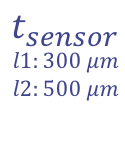 t_sensor
l1: 300 μm
l2: 500 μm